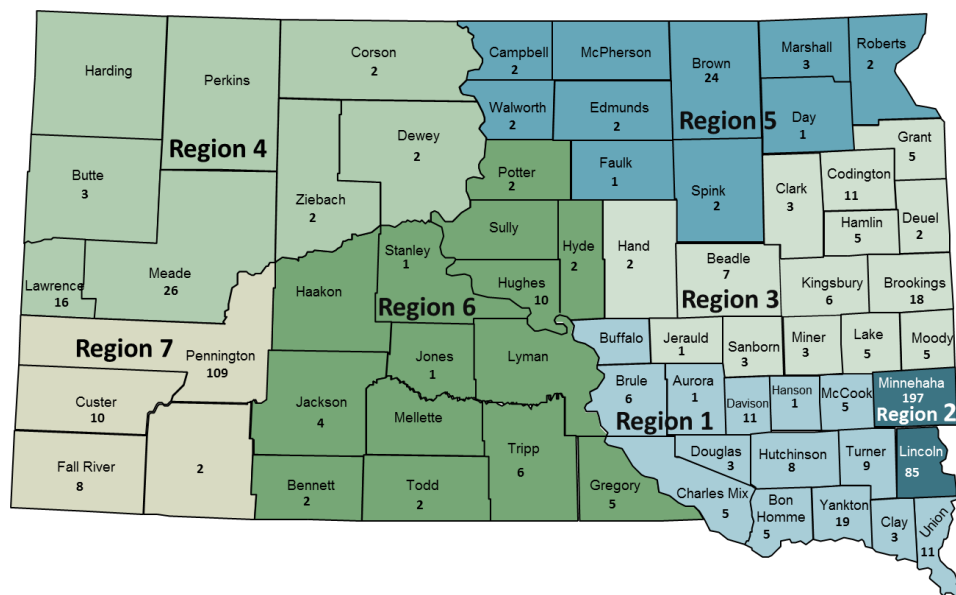 Harding
Perkins
Corson
2
Campbell
2
McPherson
Brown
24
Marshall
3
Roberts
2
Walworth
2
Edmunds
2
Region 5
Day
1
Grant
5
Region 4
Dewey
2
Butte
3
Potter
2
Faulk
1
Spink
2
Clark
3
Codington
11
Ziebach
2
Hamlin
5
Deuel
2
Sully
Stanley
1
Hyde
2
Hand
2
Beadle
7
Lawrence
16
Meade
26
Haakon
Hughes
10
Region 6
Region 3
Kingsbury
6
Brookings
18
Region 7
Pennington
109
Jones
1
Lyman
Buffalo
Jerauld
1
Sanborn
3
Miner
3
Lake
5
Moody
5
Custer
10
Jackson
4
Mellette
Brule
6
Aurora
1
Region 1
Davison
11
Hanson
1
McCook
5
Minnehaha
197
Region 2
Fall River
8
2
Bennett
2
Todd
2
Tripp
6
Gregory
5
Douglas
3
Hutchinson
8
Turner
9
Lincoln
85
Charles Mix
5
Bon
Homme
5
Yankton
19
Clay
3
Union
11